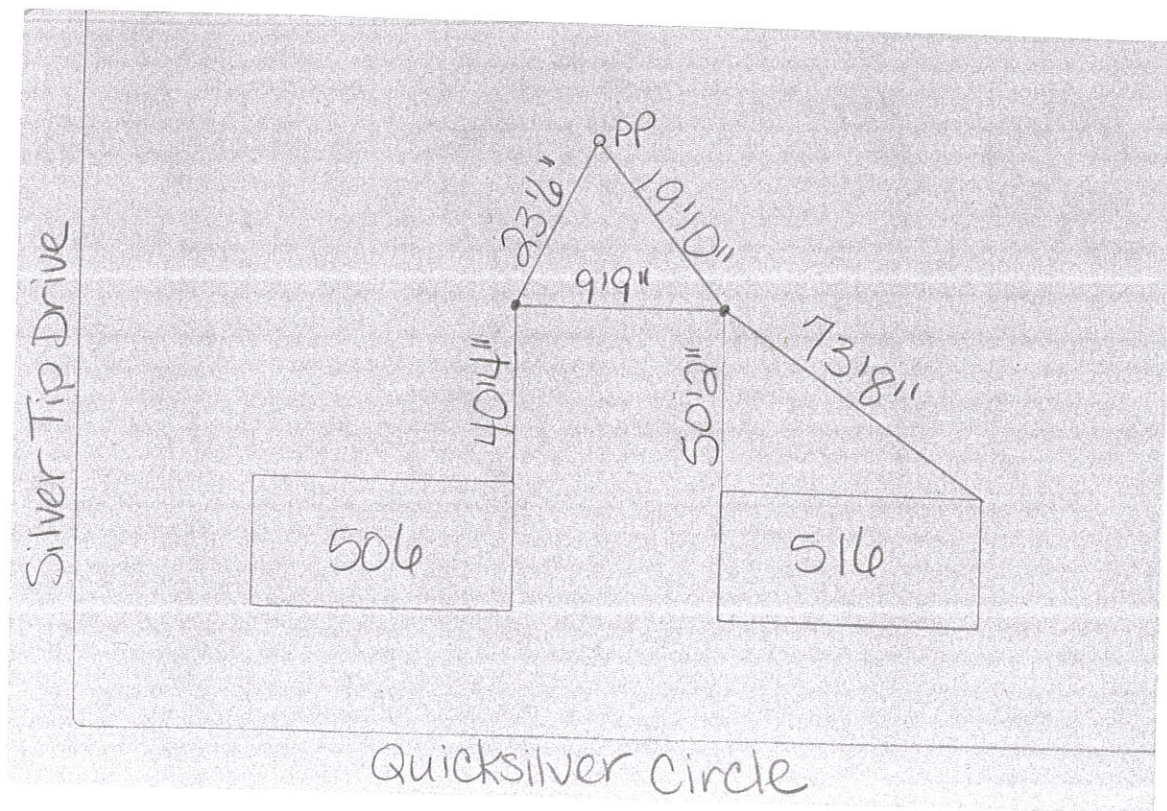 PP
23'6"
19'10"
9'9"
Silver Tip Drive
40'4"
50'2"
73'8"
506
516
Quicksilver Circle